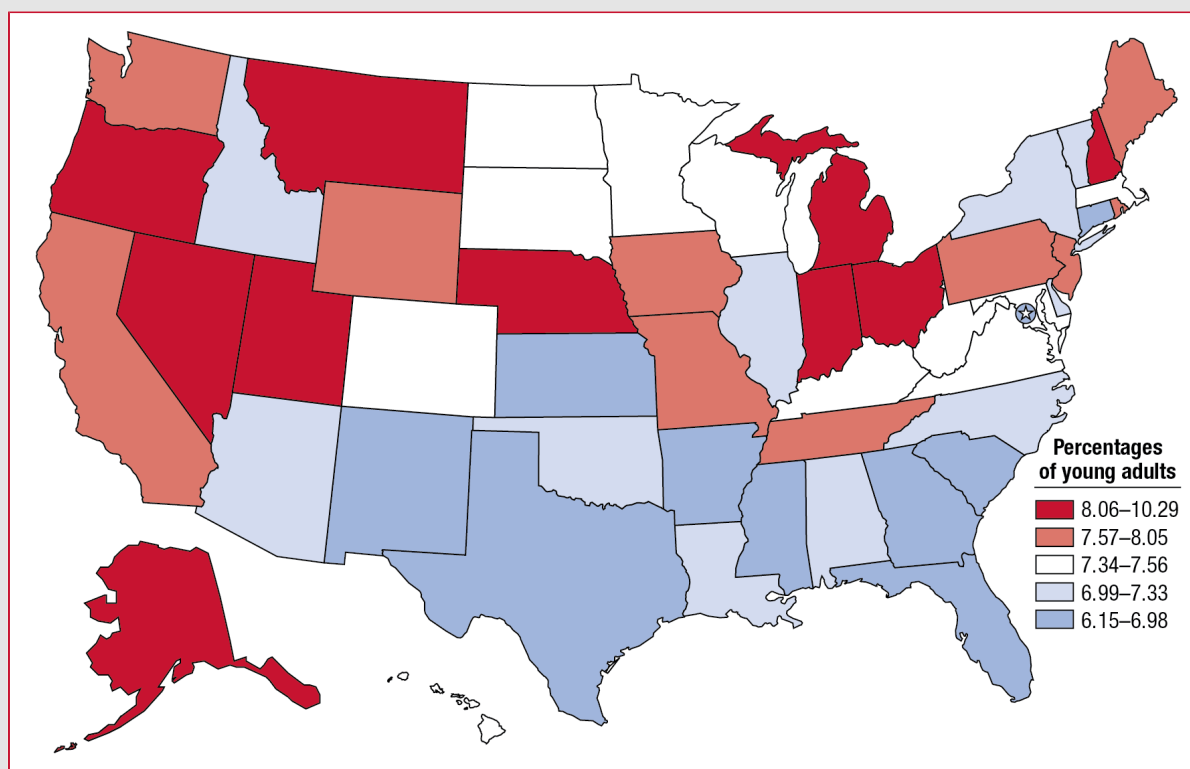 Percentages
of young adults
8.06–10.29
7.57–8.05
7.34–7.56
6.99–7.33
6.15–6.98